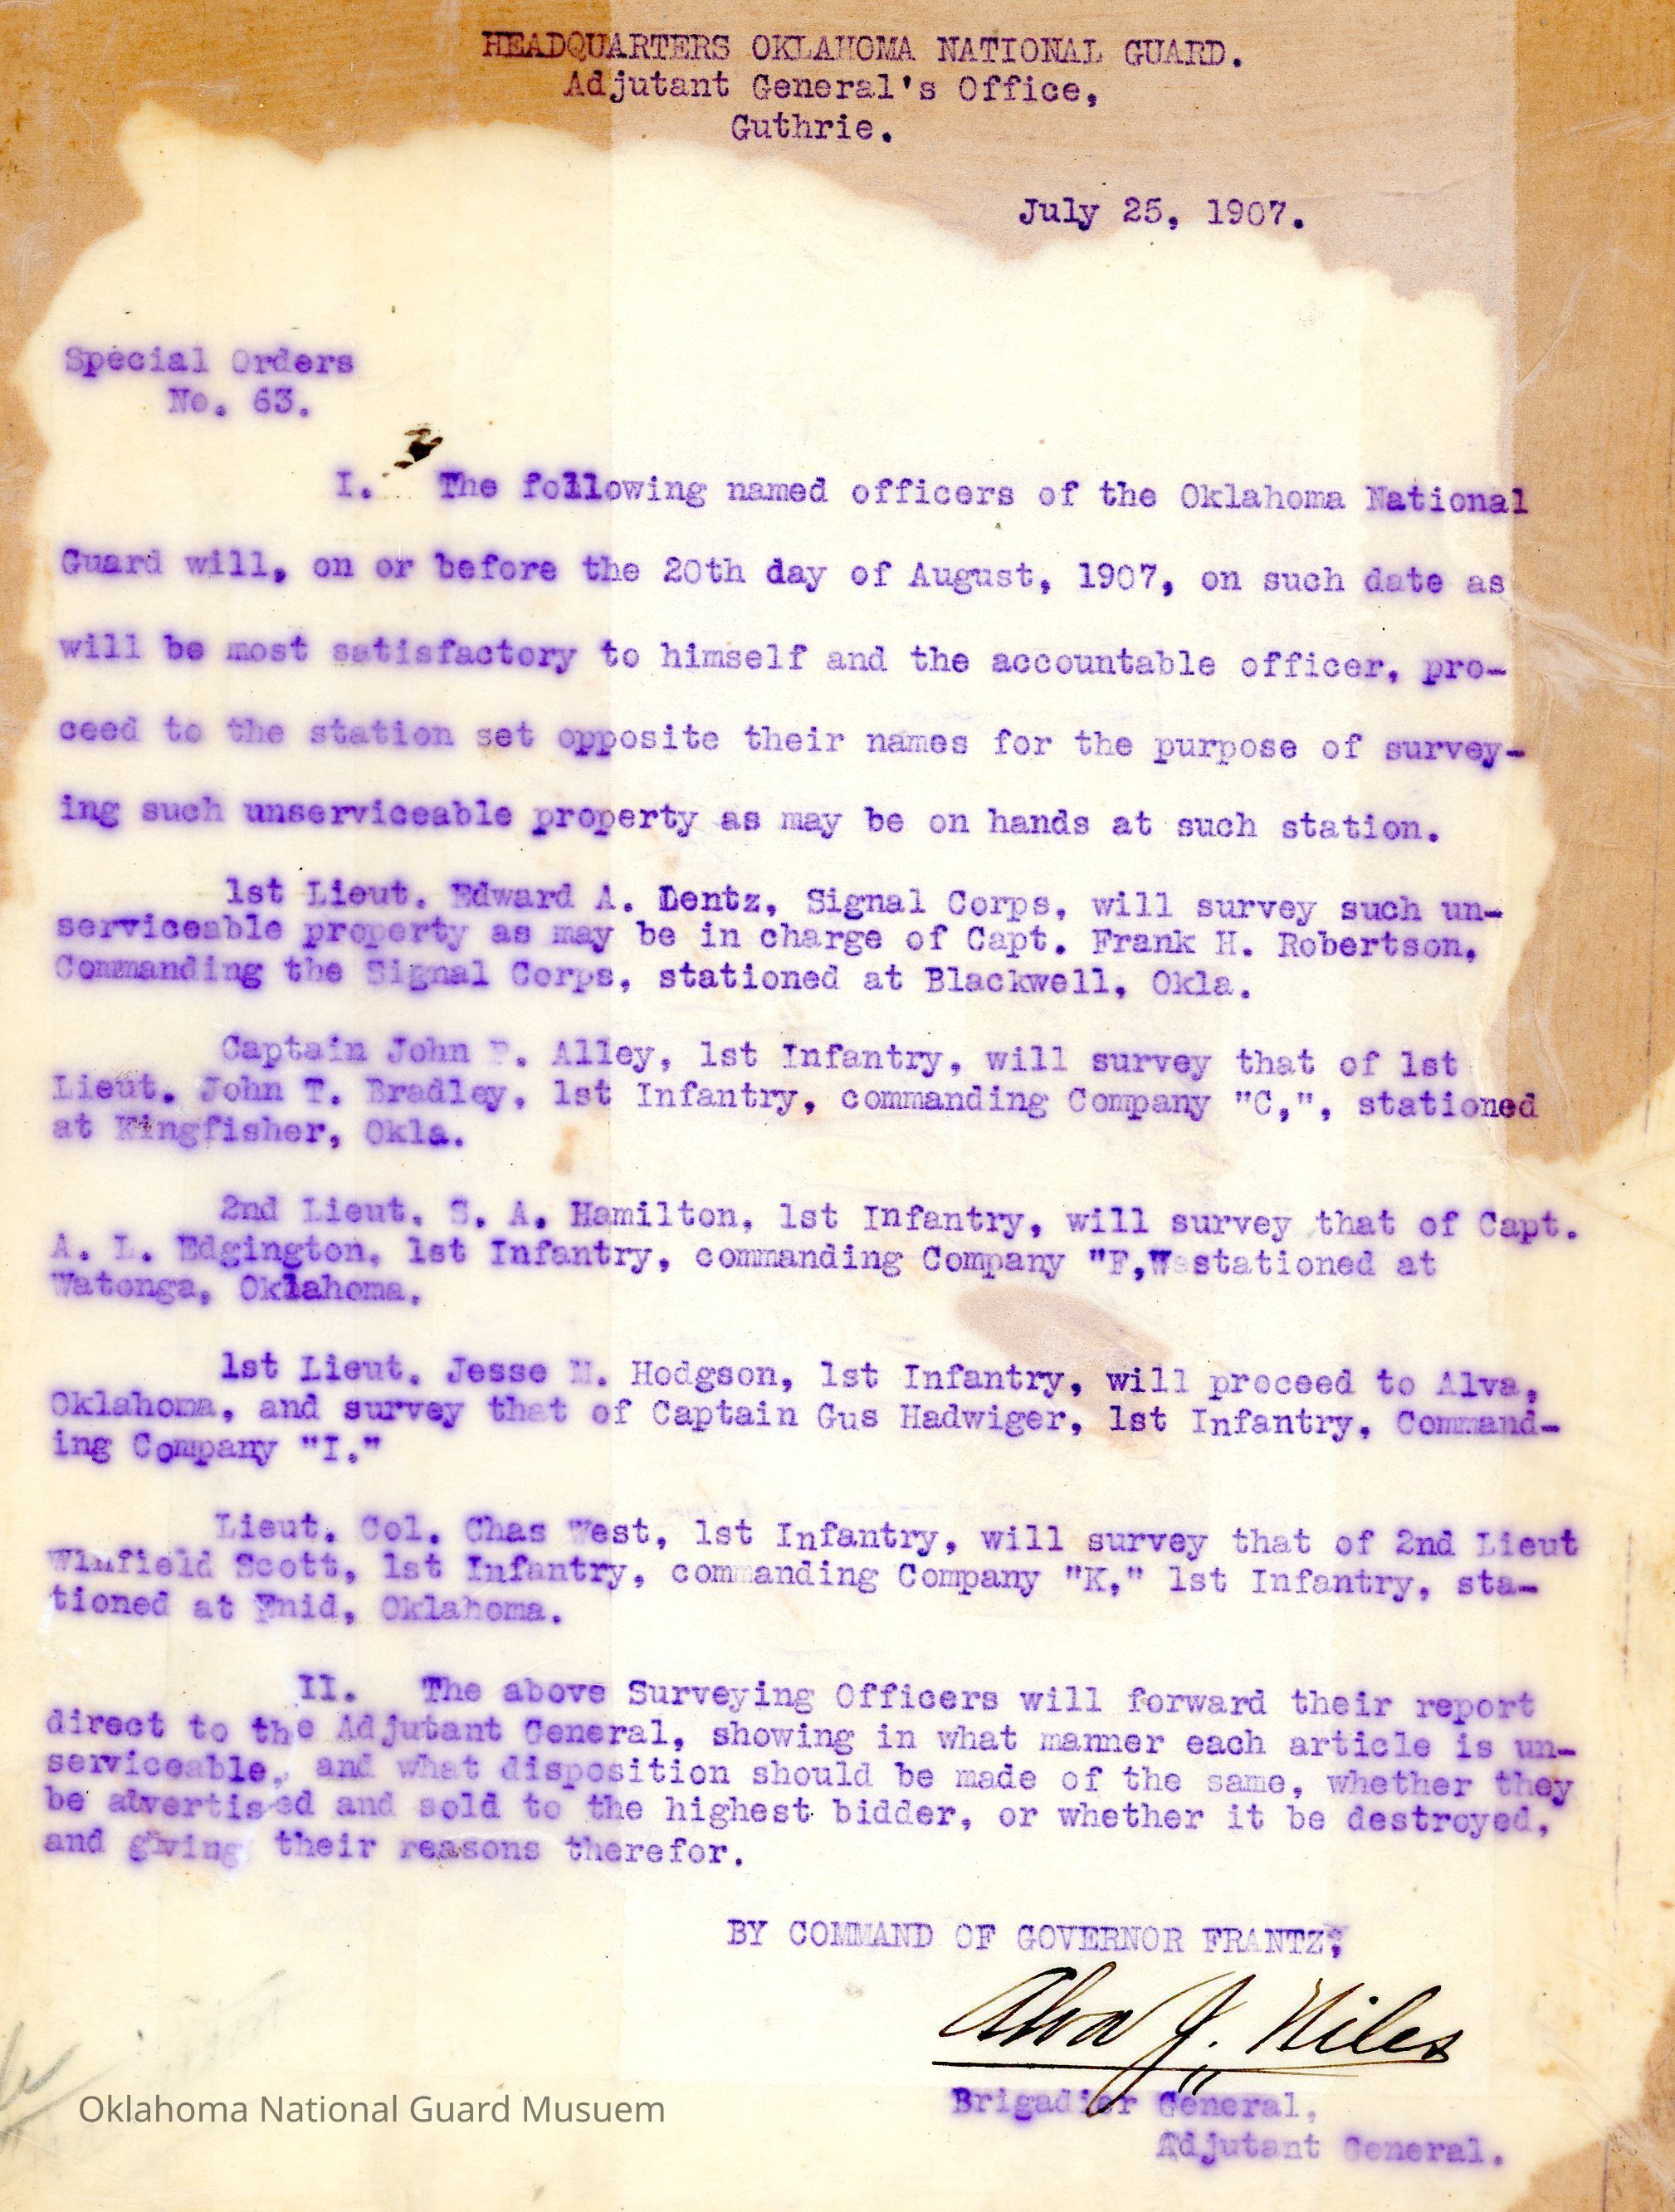 HEADQUARTERS OKLAHOMA NATIONAL GUARD.
Adjutant General's Office,
Guthrie.
July 25, 1907.
Special Orders
No. 63.
I. The following named officers of the Oklahoma National
Guard will, on or before the 20th day of August, 1907, on such date as
will be most satisfactory to himself and the accountable officer, pro-
ceed to the station set opposite their names for the purpose of survey-
ing such unserviceable property as may be on hands at such station.
1st Lieut. Edward A. Dentz, Signal Corps, will survey such un-
serviceable property as may be in charge of Capt. Frank H. Robertson,
Commanding the Signal Corps, stationed at Blackwell, Okla.
Captain John P. Alley, 1st Infantry, will survey that of 1st
Lieut. John T. Bradley, 1st Infantry, commanding Company "C,", stationed
at Kingfisher, Okla.
2nd Lieut. S. A. Hamilton, 1st Infantry, will survey that of Capt.
A. L. Edgington, 1st Infantry, commanding Company "F, stationed at
Watonga, Oklahoma.
1st Lieut. Jesse M. Hodgson, 1st Infantry, will proceed to Alva,
Oklahoma, and survey that of Captain Gus Hadwiger, 1st Infantry, Command-
ing Company "I."
Lieut. Col. Chas West, 1st Infantry, will survey that of 2nd Lieut
Winfield Scott, 1st Infantry, commanding Company "K," 1st Infantry, sta-
tioned at Enid, Oklahoma.
II. The above Surveying Officers will forward their report
direct to the Adjutant General, showing in what manner each article is un-
serviceable, and what disposition should be made of the same, whether they
be advertised and sold to the highest bidder, or whether it be destroyed,
and giving their reasons therefor.
BY COMMAND OF GOVERNOR FRANTZ;
Alva J. Niles
Brigadier General,
Adjutant General.
Oklahoma National Guard Musuem